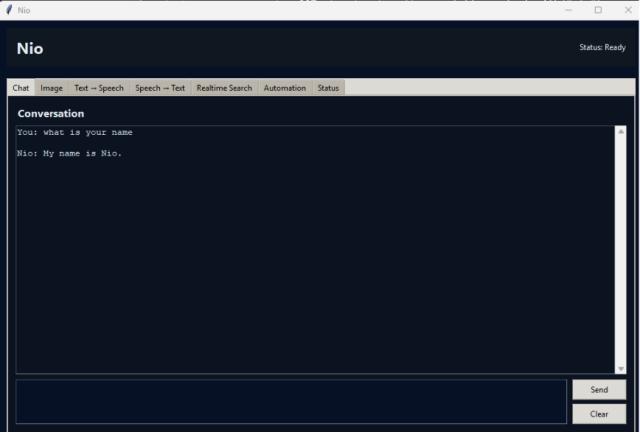 Nio
Nio
Status: Ready
Chat Image Text → Speech Speech → Text Realtime Search Automation Status
Conversation
You: what is your name
Nio: My name is Nio.
Send
Clear